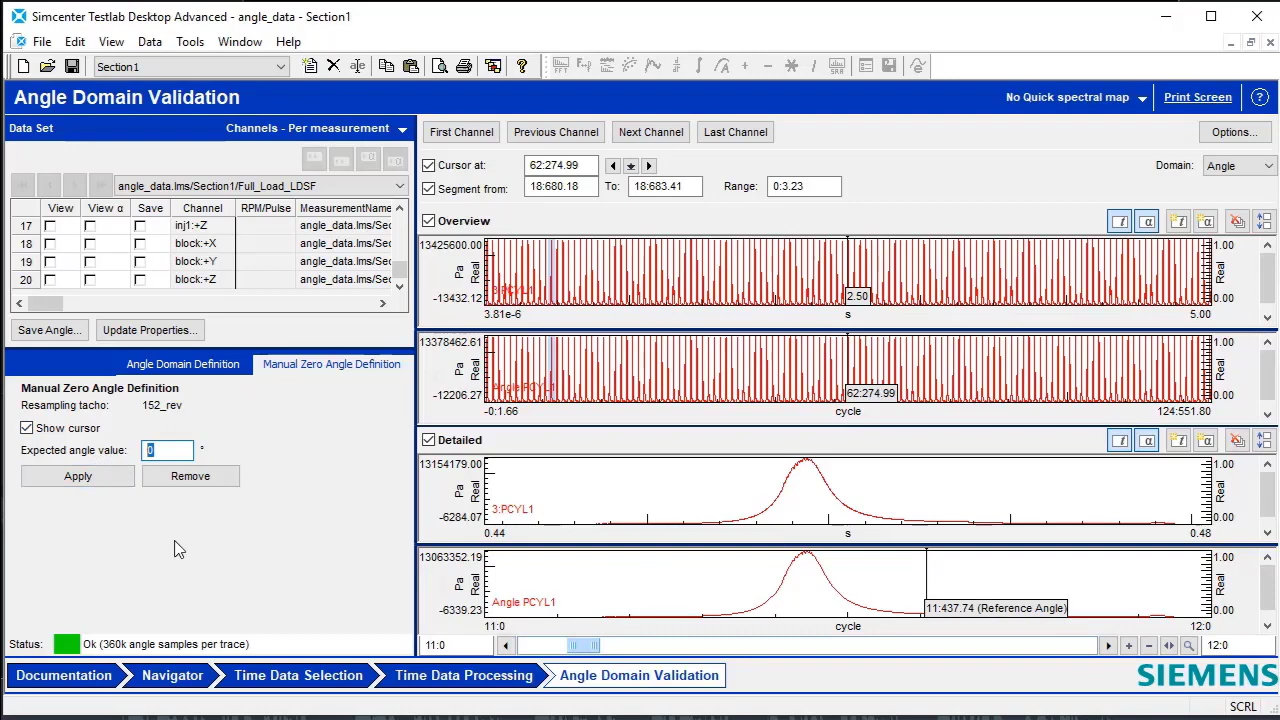 Simcenter Testlab Desktop Advanced - angle_data - Section1
File Edit View Data Tools Window Help
Section1
Angle Domain Validation
No Quick spectral map
Print Screen
Data Set
Channels - Per measurement
angle_data.lms/Section1/Full_Load_LDSF
View View α Save Channel RPM/Pulse MeasurementName
17 inj1:+Z angle_data.lms/Sec
18 block:+X angle_data.lms/Sec
19 block:+Y angle_data.lms/Sec
20 block:+Z angle_data.lms/Sec
Save Angle... Update Properties...
Angle Domain Definition Manual Zero Angle Definition
Manual Zero Angle Definition
Resampling tacho: 152_rev
Show cursor
Expected angle value: 0 °
Apply Remove
Status: Ok (360k angle samples per trace)
First Channel Previous Channel Next Channel Last Channel Options...
Cursor at: 62:274.99 Domain: Angle
Segment from: 18:680.18 To: 18:683.41 Range: 0:3.23
Overview
13425600.00 1.00
Pa Real Real
3:PCYL1
-13432.12 2.50 0.00
3.81e-6 s 5.00
13378462.61 1.00
Pa Real Real
Angle PCYL1
-12206.27 62:274.99 0.00
-0:1.66 cycle 124:551.80
Detailed
13154179.00 1.00
Pa Real Real
3:PCYL1
-6284.07 0.00
0.44 s 0.48
13063352.19 1.00
Pa Real Real
Angle PCYL1
-6339.23 11:437.74 (Reference Angle) 0.00
11:0 cycle 12:0
11:0 12:0
Documentation Navigator Time Data Selection Time Data Processing Angle Domain Validation
SIEMENS
SCRL